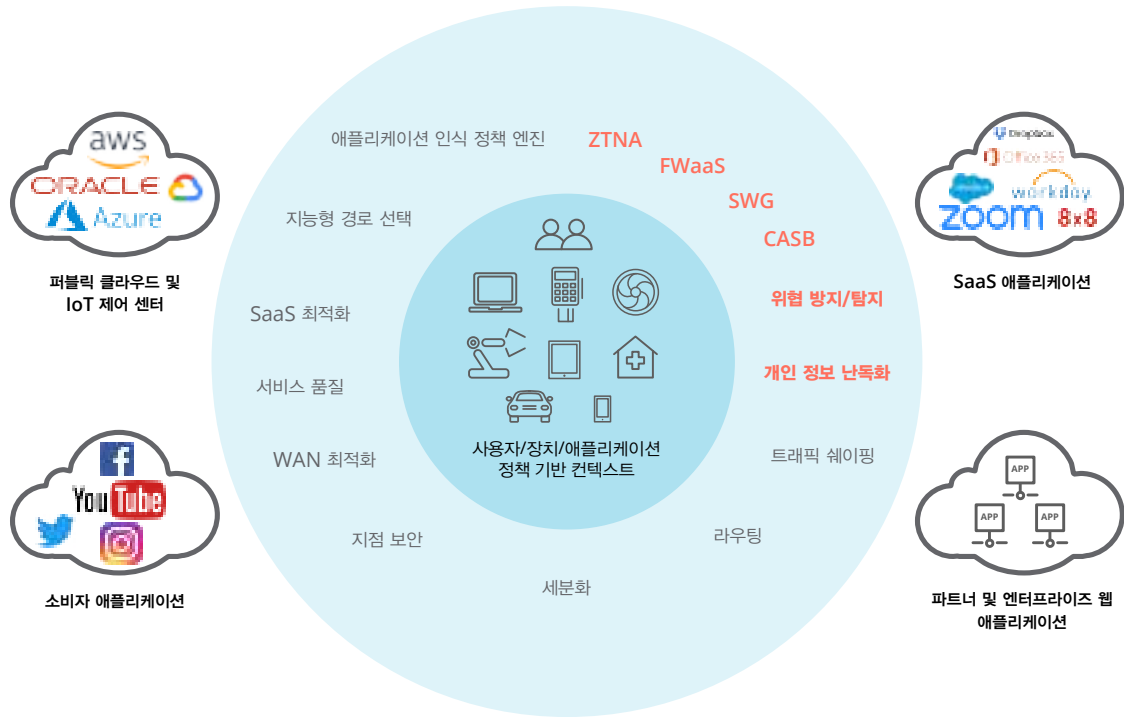 aws
ORACLE
Azure
퍼블릭 클라우드 및
IoT 제어 센터
f
You Tube
소비자 애플리케이션
애플리케이션 인식 정책 엔진
지능형 경로 선택
SaaS 최적화
서비스 품질
WAN 최적화
지점 보안
세분화
라우팅
트래픽 쉐이핑
개인 정보 난독화
위협 방지/탐지
CASB
SWG
FWaaS
ZTNA
사용자/장치/애플리케이션
정책 기반 컨텍스트
Dropbox
Office 365
workday
zoom 8x8
SaaS 애플리케이션
APP
APP APP
파트너 및 엔터프라이즈 웹
애플리케이션